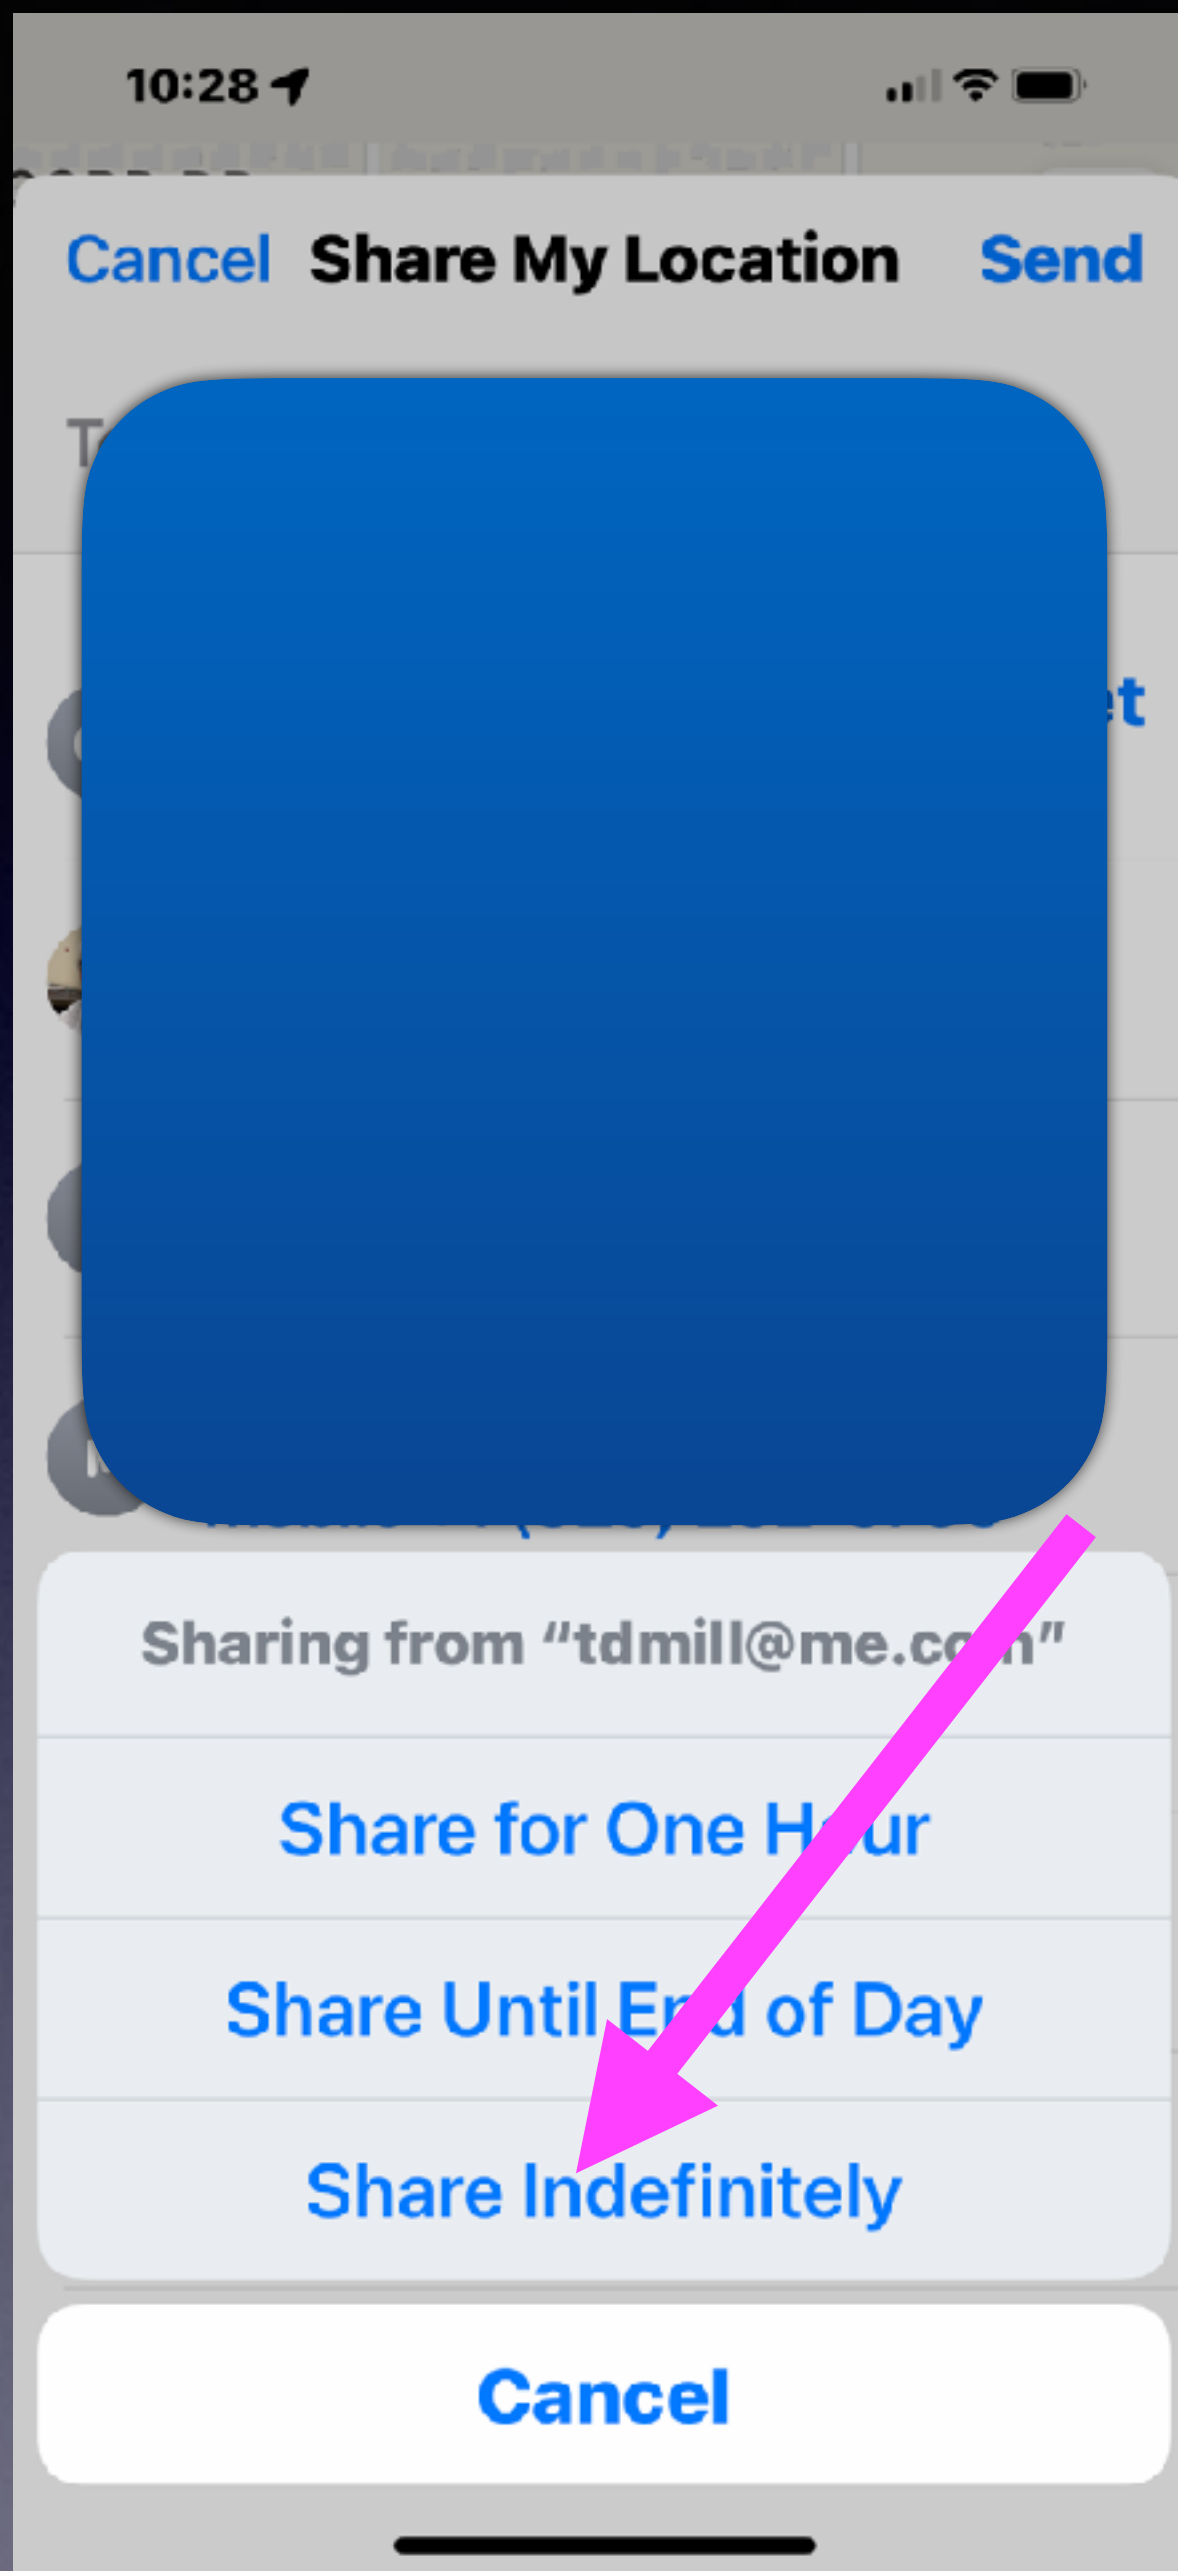 10:28
Cancel Share My Location Send
Sharing from “tdmill@me.com”
Share for One Hour
Share Until End of Day
Share Indefinitely
Cancel